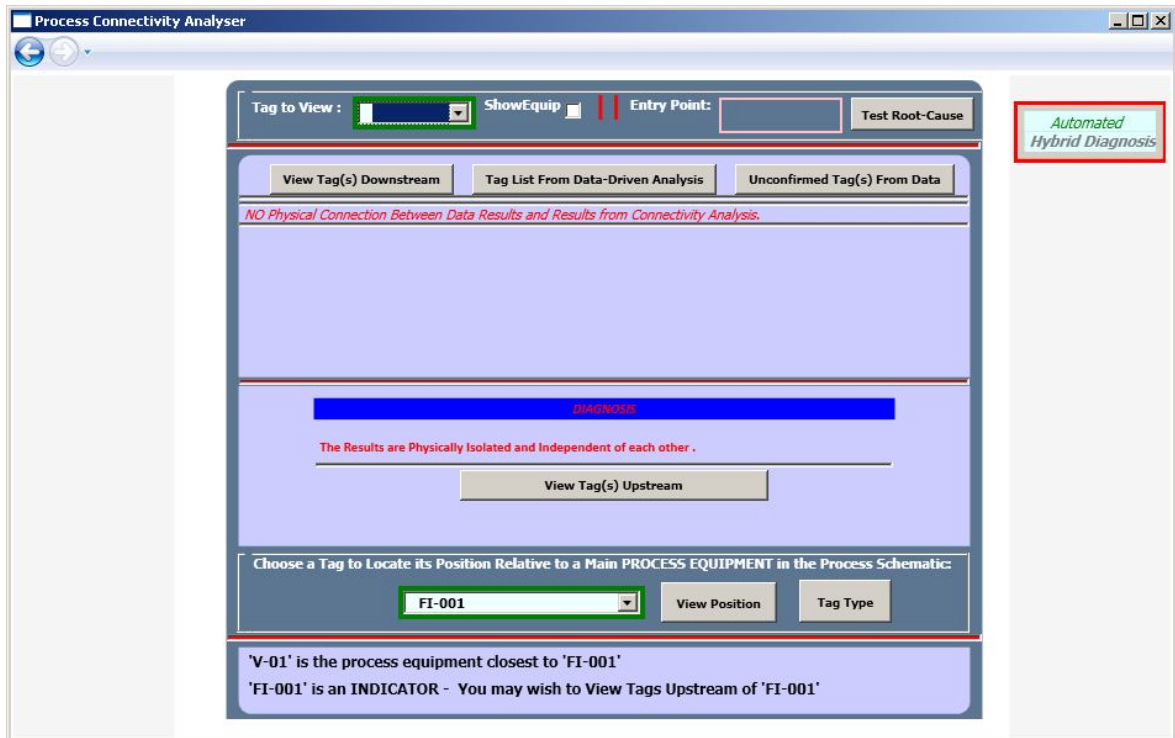 Process Connectivity Analyser
Tag to View :
ShowEquip
Entry Point:
Test Root-Cause
Automated
Hybrid Diagnosis
View Tag(s) Downstream
Tag List From Data-Driven Analysis
Unconfirmed Tag(s) From Data
NO Physical Connection Between Data Results and Results from Connectivity Analysis.
DIAGNOSIS
The Results are Physically Isolated and Independent of each other .
View Tag(s) Upstream
Choose a Tag to Locate its Position Relative to a Main PROCESS EQUIPMENT in the Process Schematic:
FI-001
View Position
Tag Type
'V-01' is the process equipment closest to 'FI-001'
'FI-001' is an INDICATOR - You may wish to View Tags Upstream of 'FI-001'